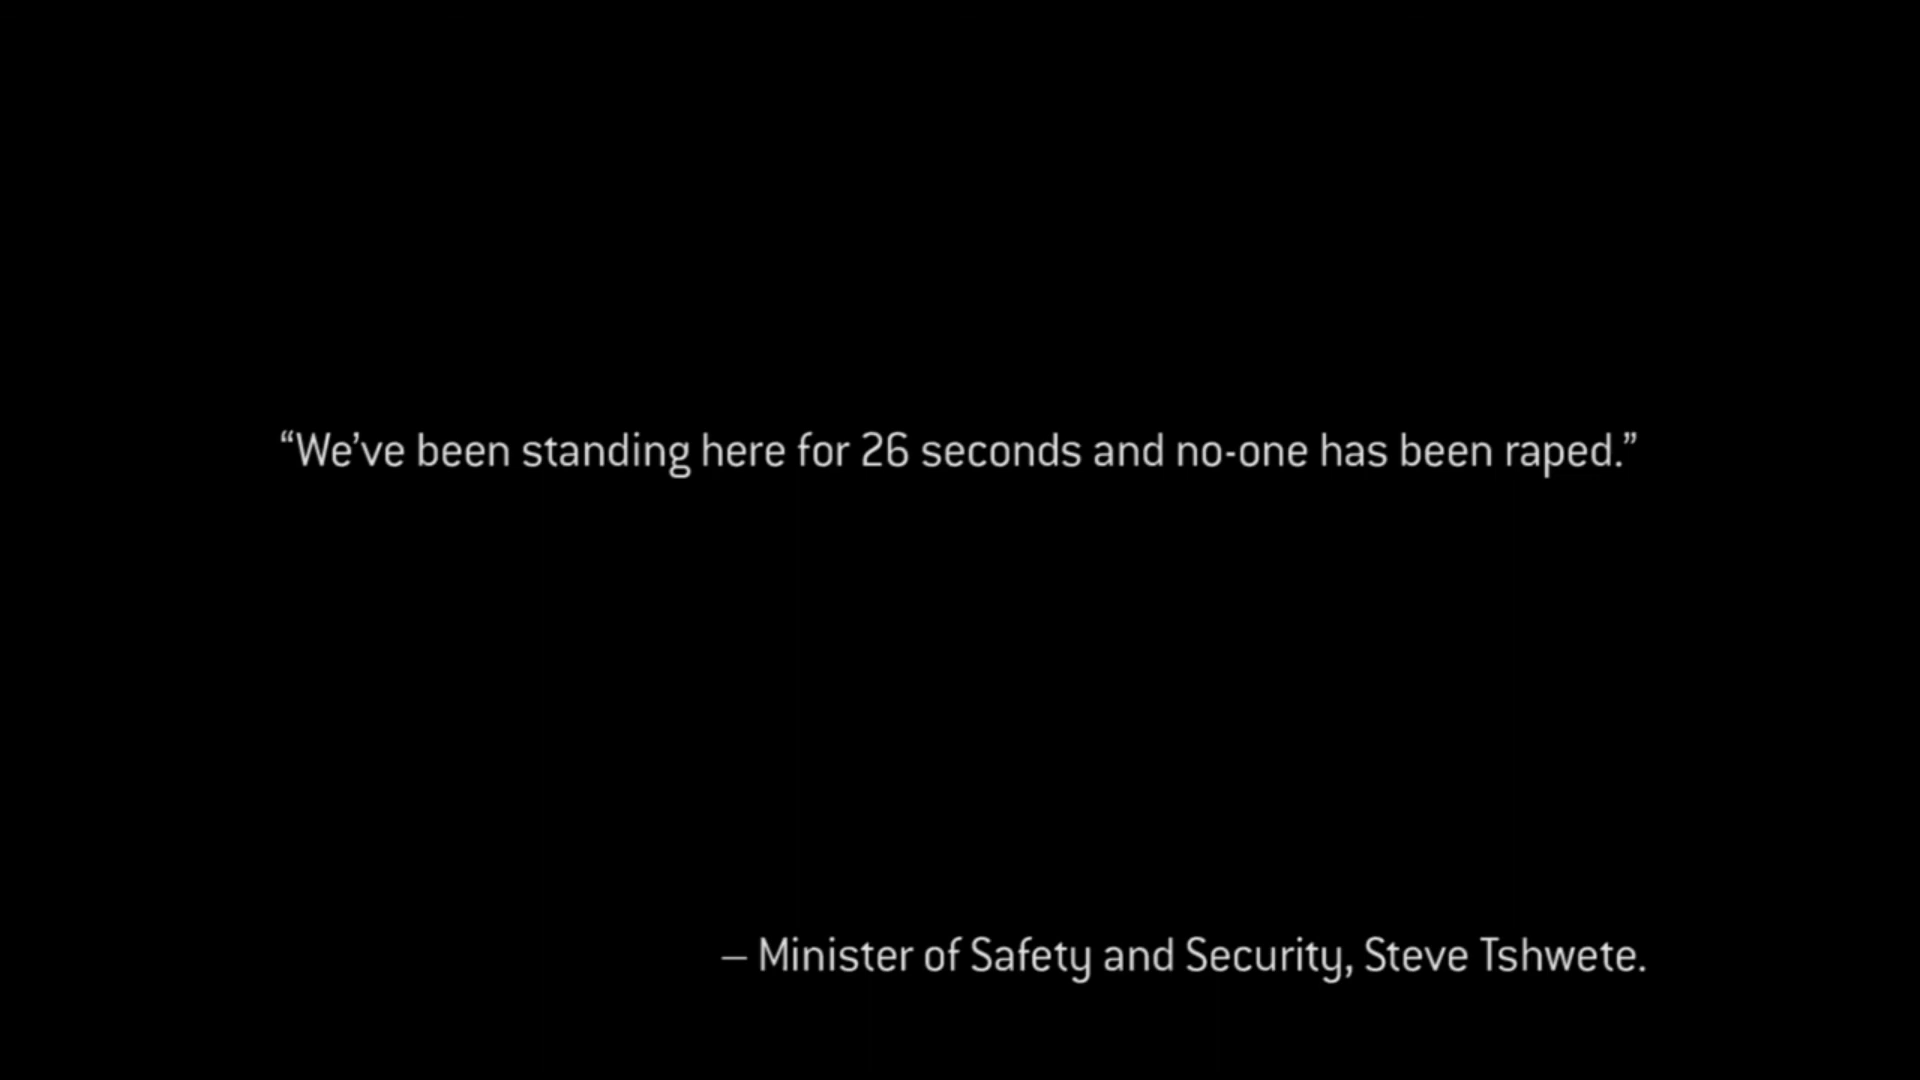 “We’ve been standing here for 26 seconds and no-one has been raped.”
– Minister of Safety and Security, Steve Tshwete.